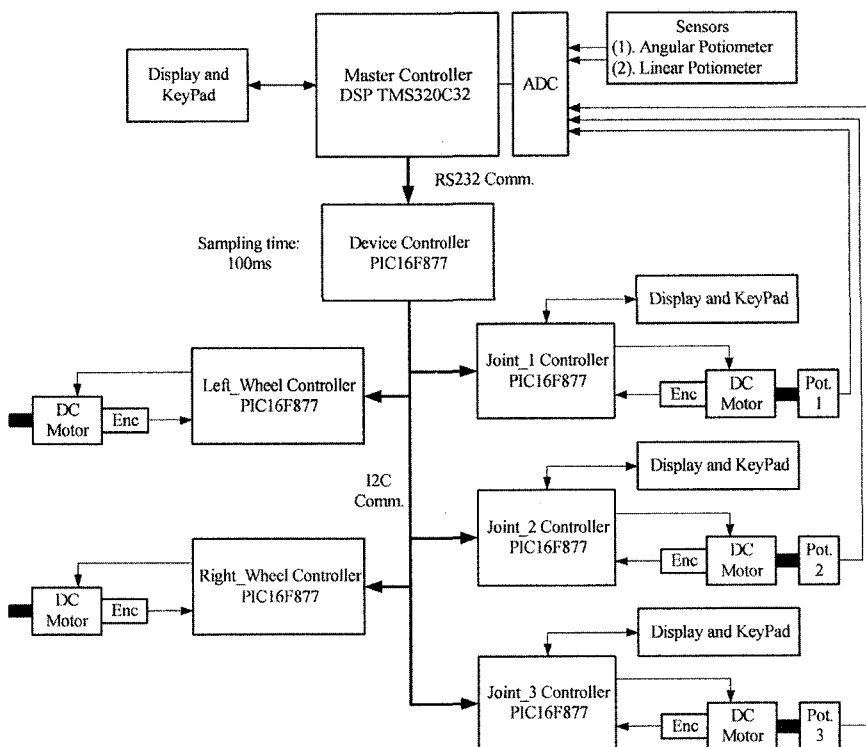 Sensors
(1). Angular Potiometer
(2). Linear Potiometer
Display and
KeyPad
Master Controller
DSP TMS320C32
ADC
RS232 Comm.
Sampling time:
100ms
Device Controller
PIC16F877
Display and KeyPad
Joint_1 Controller
PIC16F877
Enc
DC
Motor
Pot.
1
Left_Wheel Controller
PIC16F877
DC
Motor
Enc
I2C
Comm.
Display and KeyPad
Joint_2 Controller
PIC16F877
Enc
DC
Motor
Pot.
2
Right_Wheel Controller
PIC16F877
DC
Motor
Enc
Display and KeyPad
Joint_3 Controller
PIC16F877
Enc
DC
Motor
Pot.
3